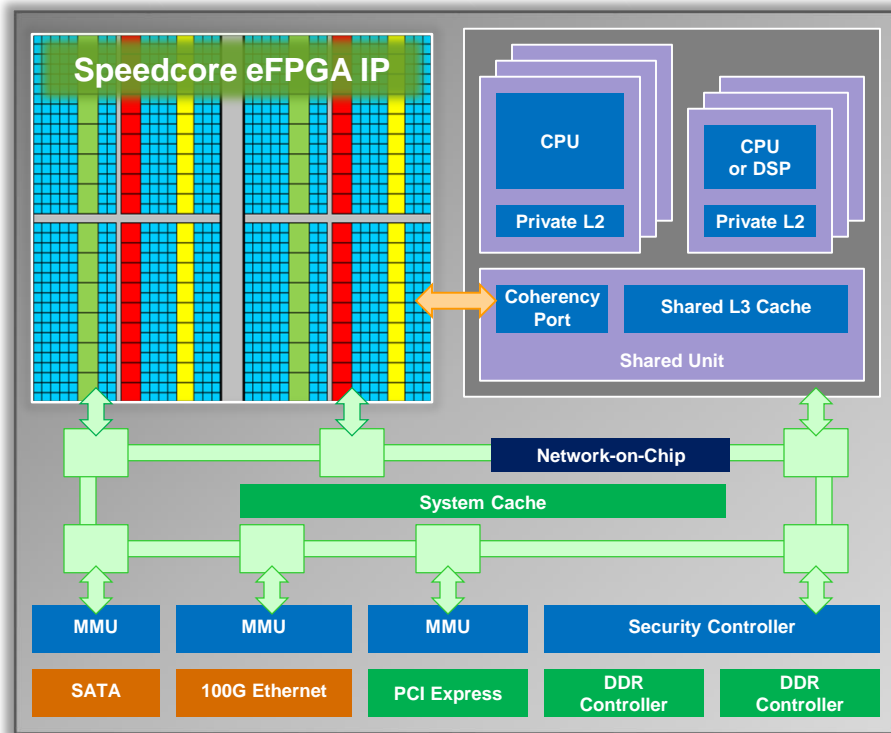 Speedcore eFPGA IP
CPU
Private L2
CPU
or DSP
Private L2
Coherency
Port
Shared L3 Cache
Shared Unit
Network-on-Chip
System Cache
MMU
MMU
MMU
Security Controller
SATA
100G Ethernet
PCI Express
DDR
Controller
DDR
Controller